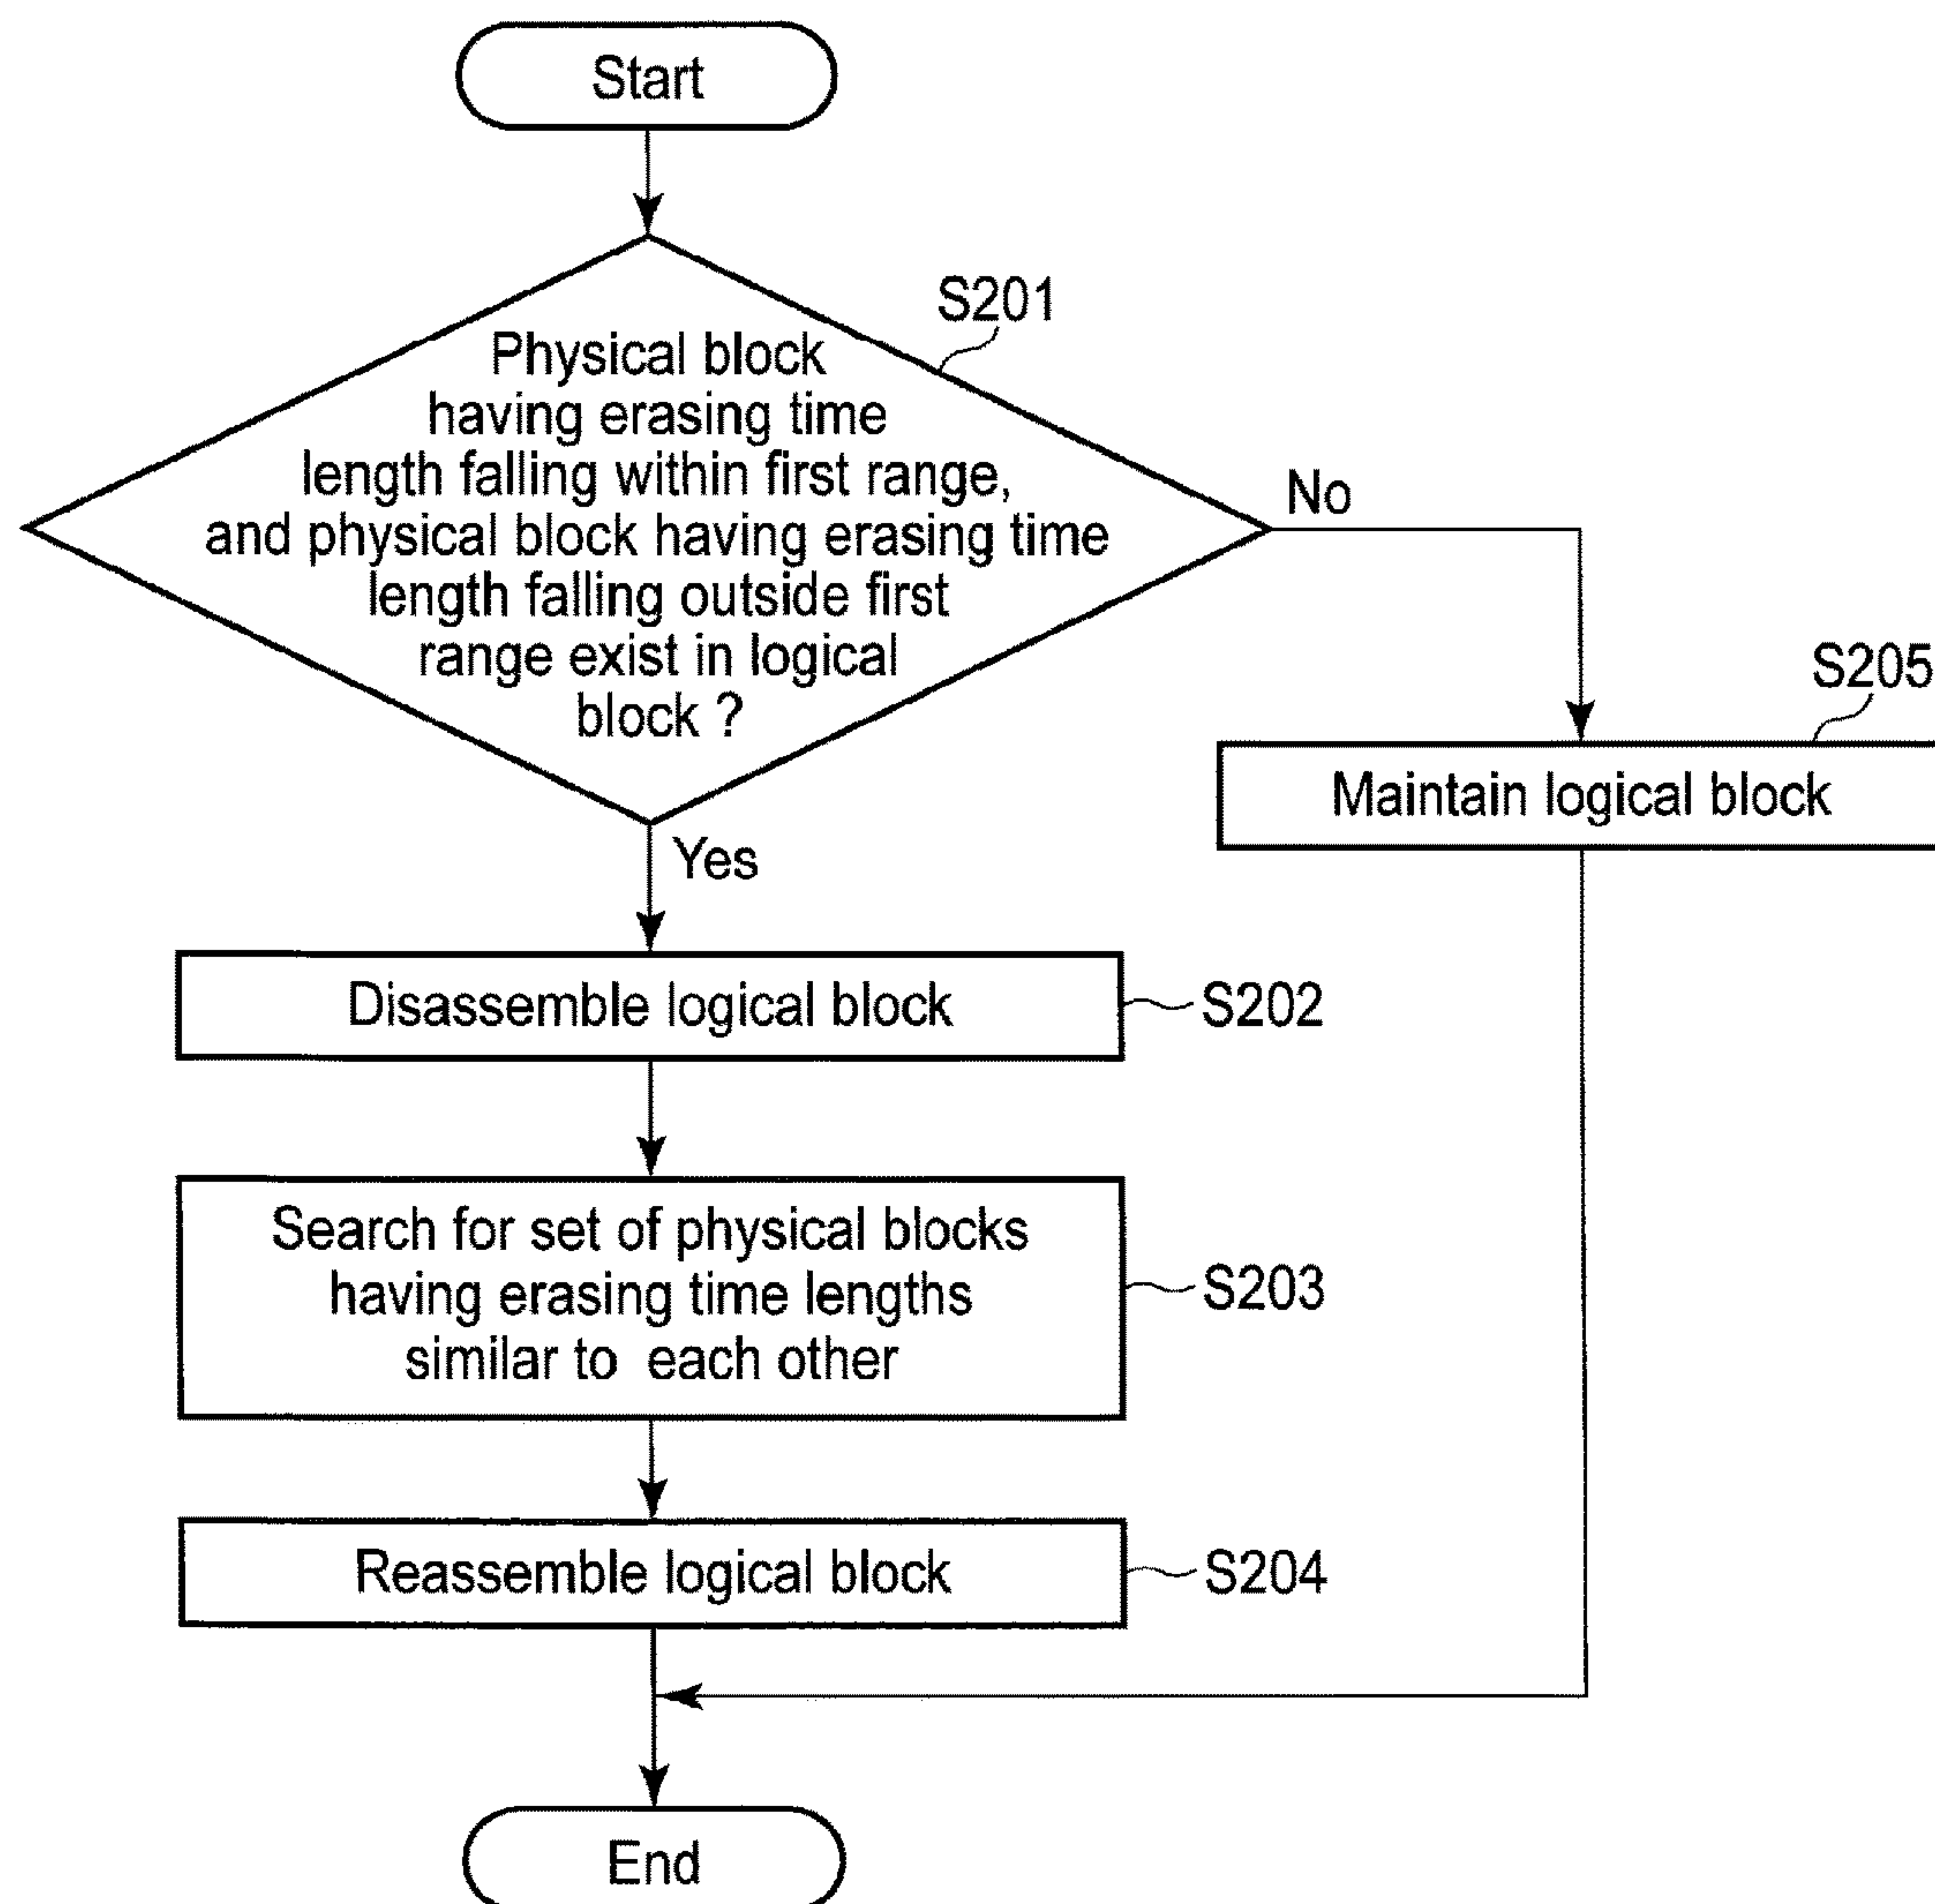 Start
S201
Physical block
having erasing time
length falling within first range,
and physical block having erasing time
length falling outside first
range exist in logical
block ?
No
S205
Maintain logical block
Yes
Disassemble logical block
S202
Search for set of physical blocks
having erasing time lengths
similar to each other
S203
Reassemble logical block
S204
End